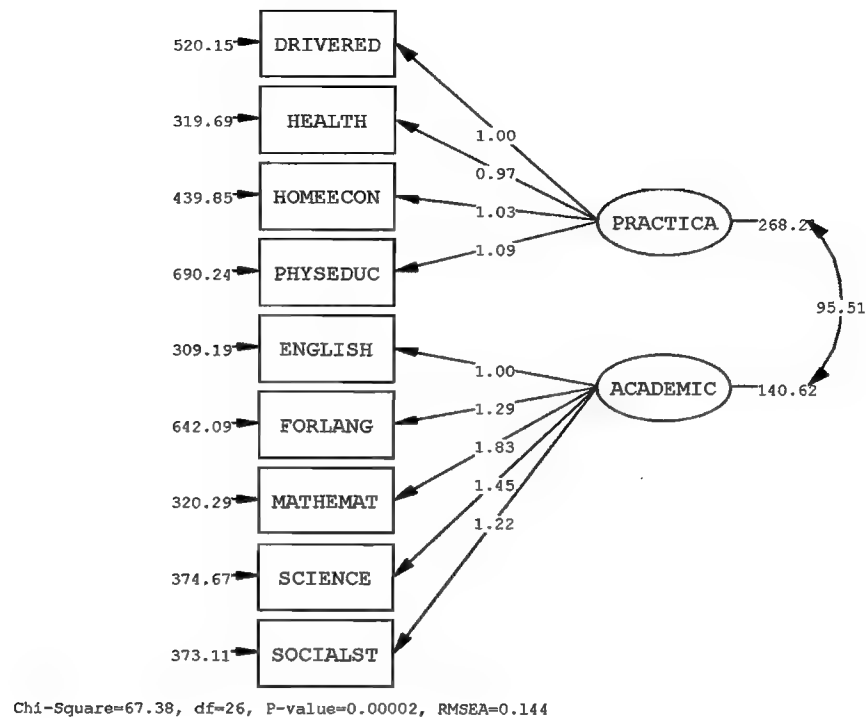 520.15 DRIVERED
319.69 HEALTH
1.00
0.97
439.85 HOMEECON
1.03
PRACTICA
1.09
690.24 PHYSEDUC
95.51
309.19 ENGLISH
1.00
ACADEMIC 140.62
642.09 FORLANG
1.29
1.83
320.29 MATHEMAT
1.45
1.22
374.67 SCIENCE
373.11 SOCIALST
Chi-Square=67.38, df=26, P-value=0.00002, RMSEA=0.144